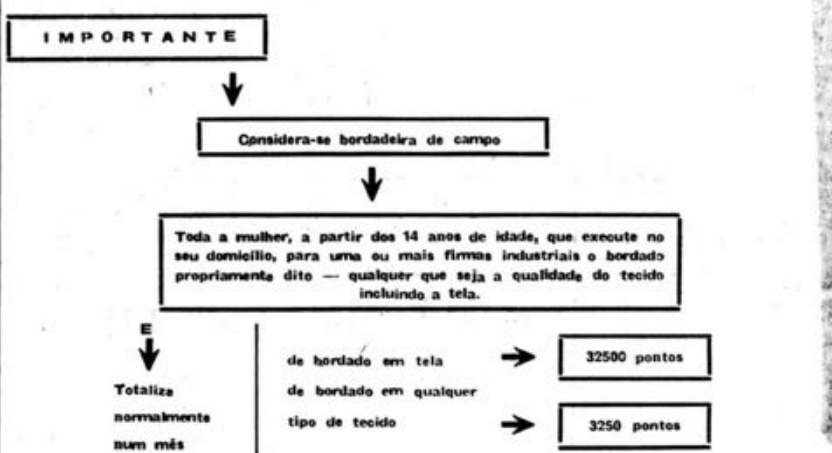 IMPORTANTE
Considera-se bordadeira de campo
Toda a mulher, a partir dos 14 anos de idade, que execute no
seu domicílio, para uma ou mais firmas industriais o bordado
propriamente dito — qualquer que seja a qualidade do tecido
incluindo a tela.
E
Totaliza
normalmente
num mês
de bordado em tela
32500 pontos
de bordado em qualquer
tipo de tecido
3250 pontos